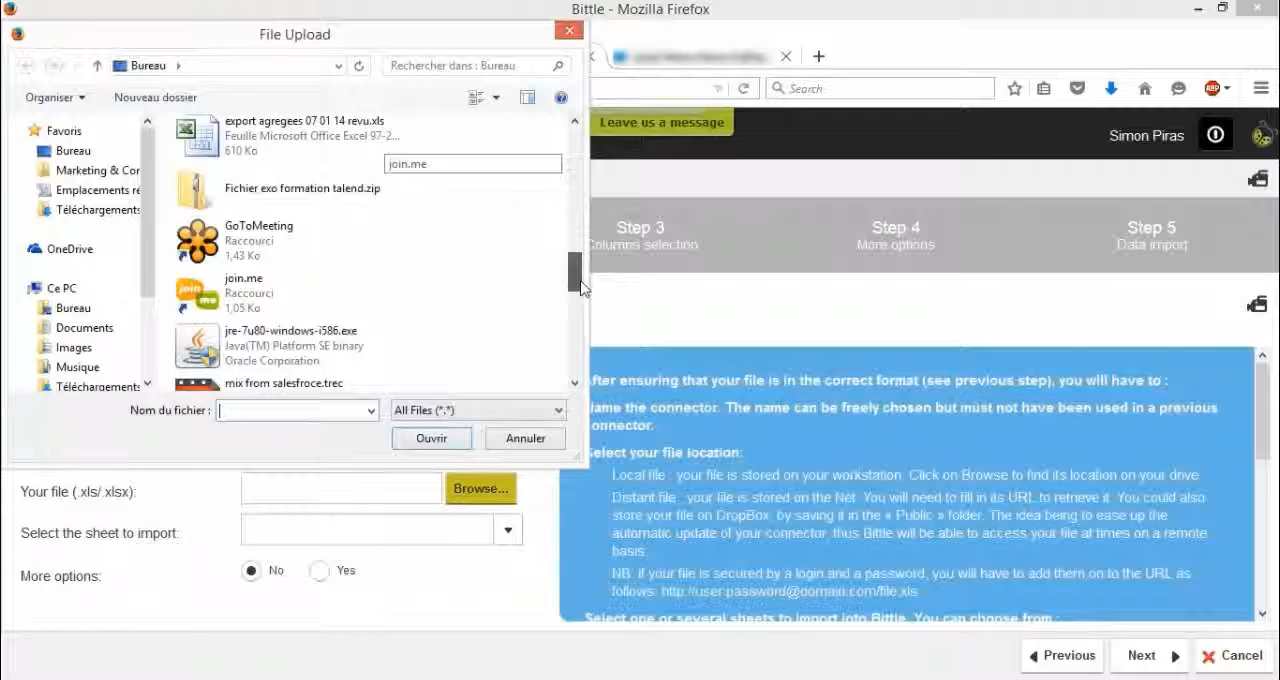 Bittle - Mozilla Firefox
File Upload
Bureau
Rechercher dans : Bureau
Organiser
Nouveau dossier
Search
Favoris
Bureau
Marketing & Cor
Emplacements ré
Téléchargements
OneDrive
Ce PC
Bureau
Documents
Images
Musique
Téléchargements
export agregees 07 01 14 revu.xls
Feuille Microsoft Office Excel 97-2...
610 Ko
join.me
Fichier exo formation talend.zip
GoToMeeting
Raccourci
1,43 Ko
join.me
Raccourci
1,05 Ko
jre-7u80-windows-i586.exe
Java(TM) Platform SE binary
Oracle Corporation
mix from salesfroce.trec
Nom du fichier :
All Files (*.*)
Ouvrir
Annuler
Leave us a message
Simon Piras
ABP
Step 3
Columns selection
Step 4
More options
Step 5
Data import
After ensuring that your file is in the correct format (see previous step), you will have to :
Name the connector. The name can be freely chosen but must not have been used in a previous
connector.
Select your file location:
Local file : your file is stored on your workstation. Click on Browse to find its location on your drive
Distant file : your file is stored on the Net. You will need to fill in its URL to retrieve it. You could also
store your file on DropBox, by saving it in the « Public » folder. The idea being to ease up the
automatic update of your connector, thus Bittle will be able to access your file at times on a remote
basis.
NB: if your file is secured by a login and a password, you will have to add them on to the URL as
follows: http://user:password@domain.com/file.xls
Select one or several sheets to import into Bittle. You can choose from :
Your file (.xls/.xlsx):
Browse...
Select the sheet to import:
More options:
No
Yes
Previous
Next
Cancel